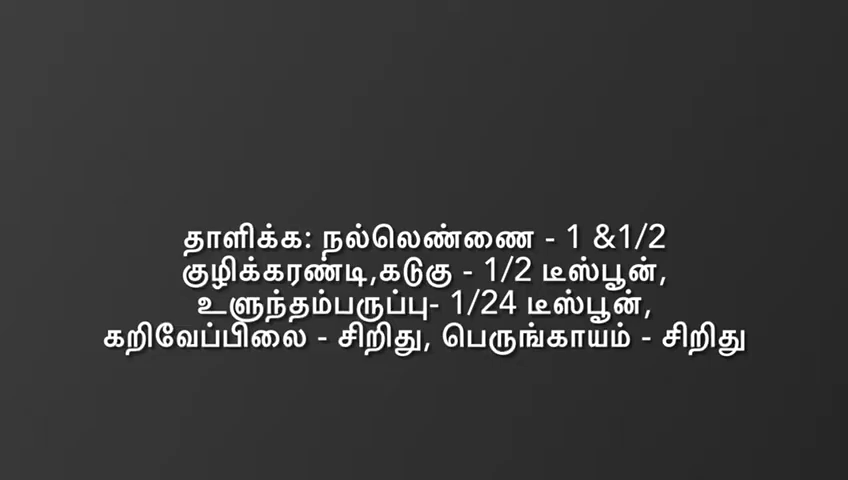 தாளிக்க: நல்லெண்ணை - 1 &1/2
குழிக்கரண்டி,கடுகு - 1/2 டீஸ்பூன்,
உளுந்தம்பருப்பு- 1/24 டீஸ்பூன்,
கறிவேப்பிலை - சிறிது, பெருங்காயம் - சிறிது